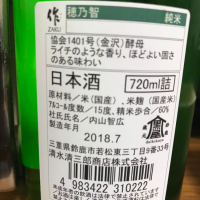 作 穂乃智 純米
ZAKU
協会1401号(金沢)酵母
ライチのような香り、ほどよい固さ
のある味わい
日本酒 720ml詰
原材料/米(国産)、米麹(国産米)
アルコール度数/15度、精米歩合/60%
杜氏氏名/内山智広
製造年月
2018.7
三重県鈴鹿市若松東三丁目9番33号
清水清三郎商店株式会社
4 983422 310222